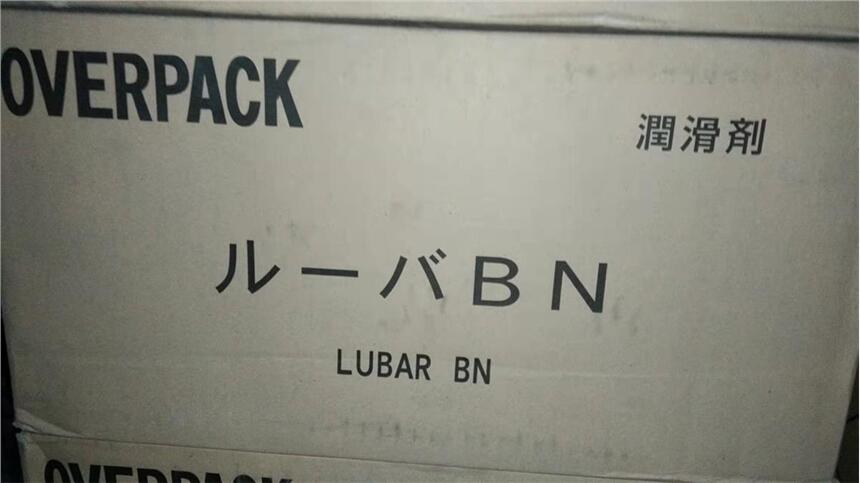 OVERPACK
潤滑剤
ルーバBN
LUBAR BN
OVERPACK